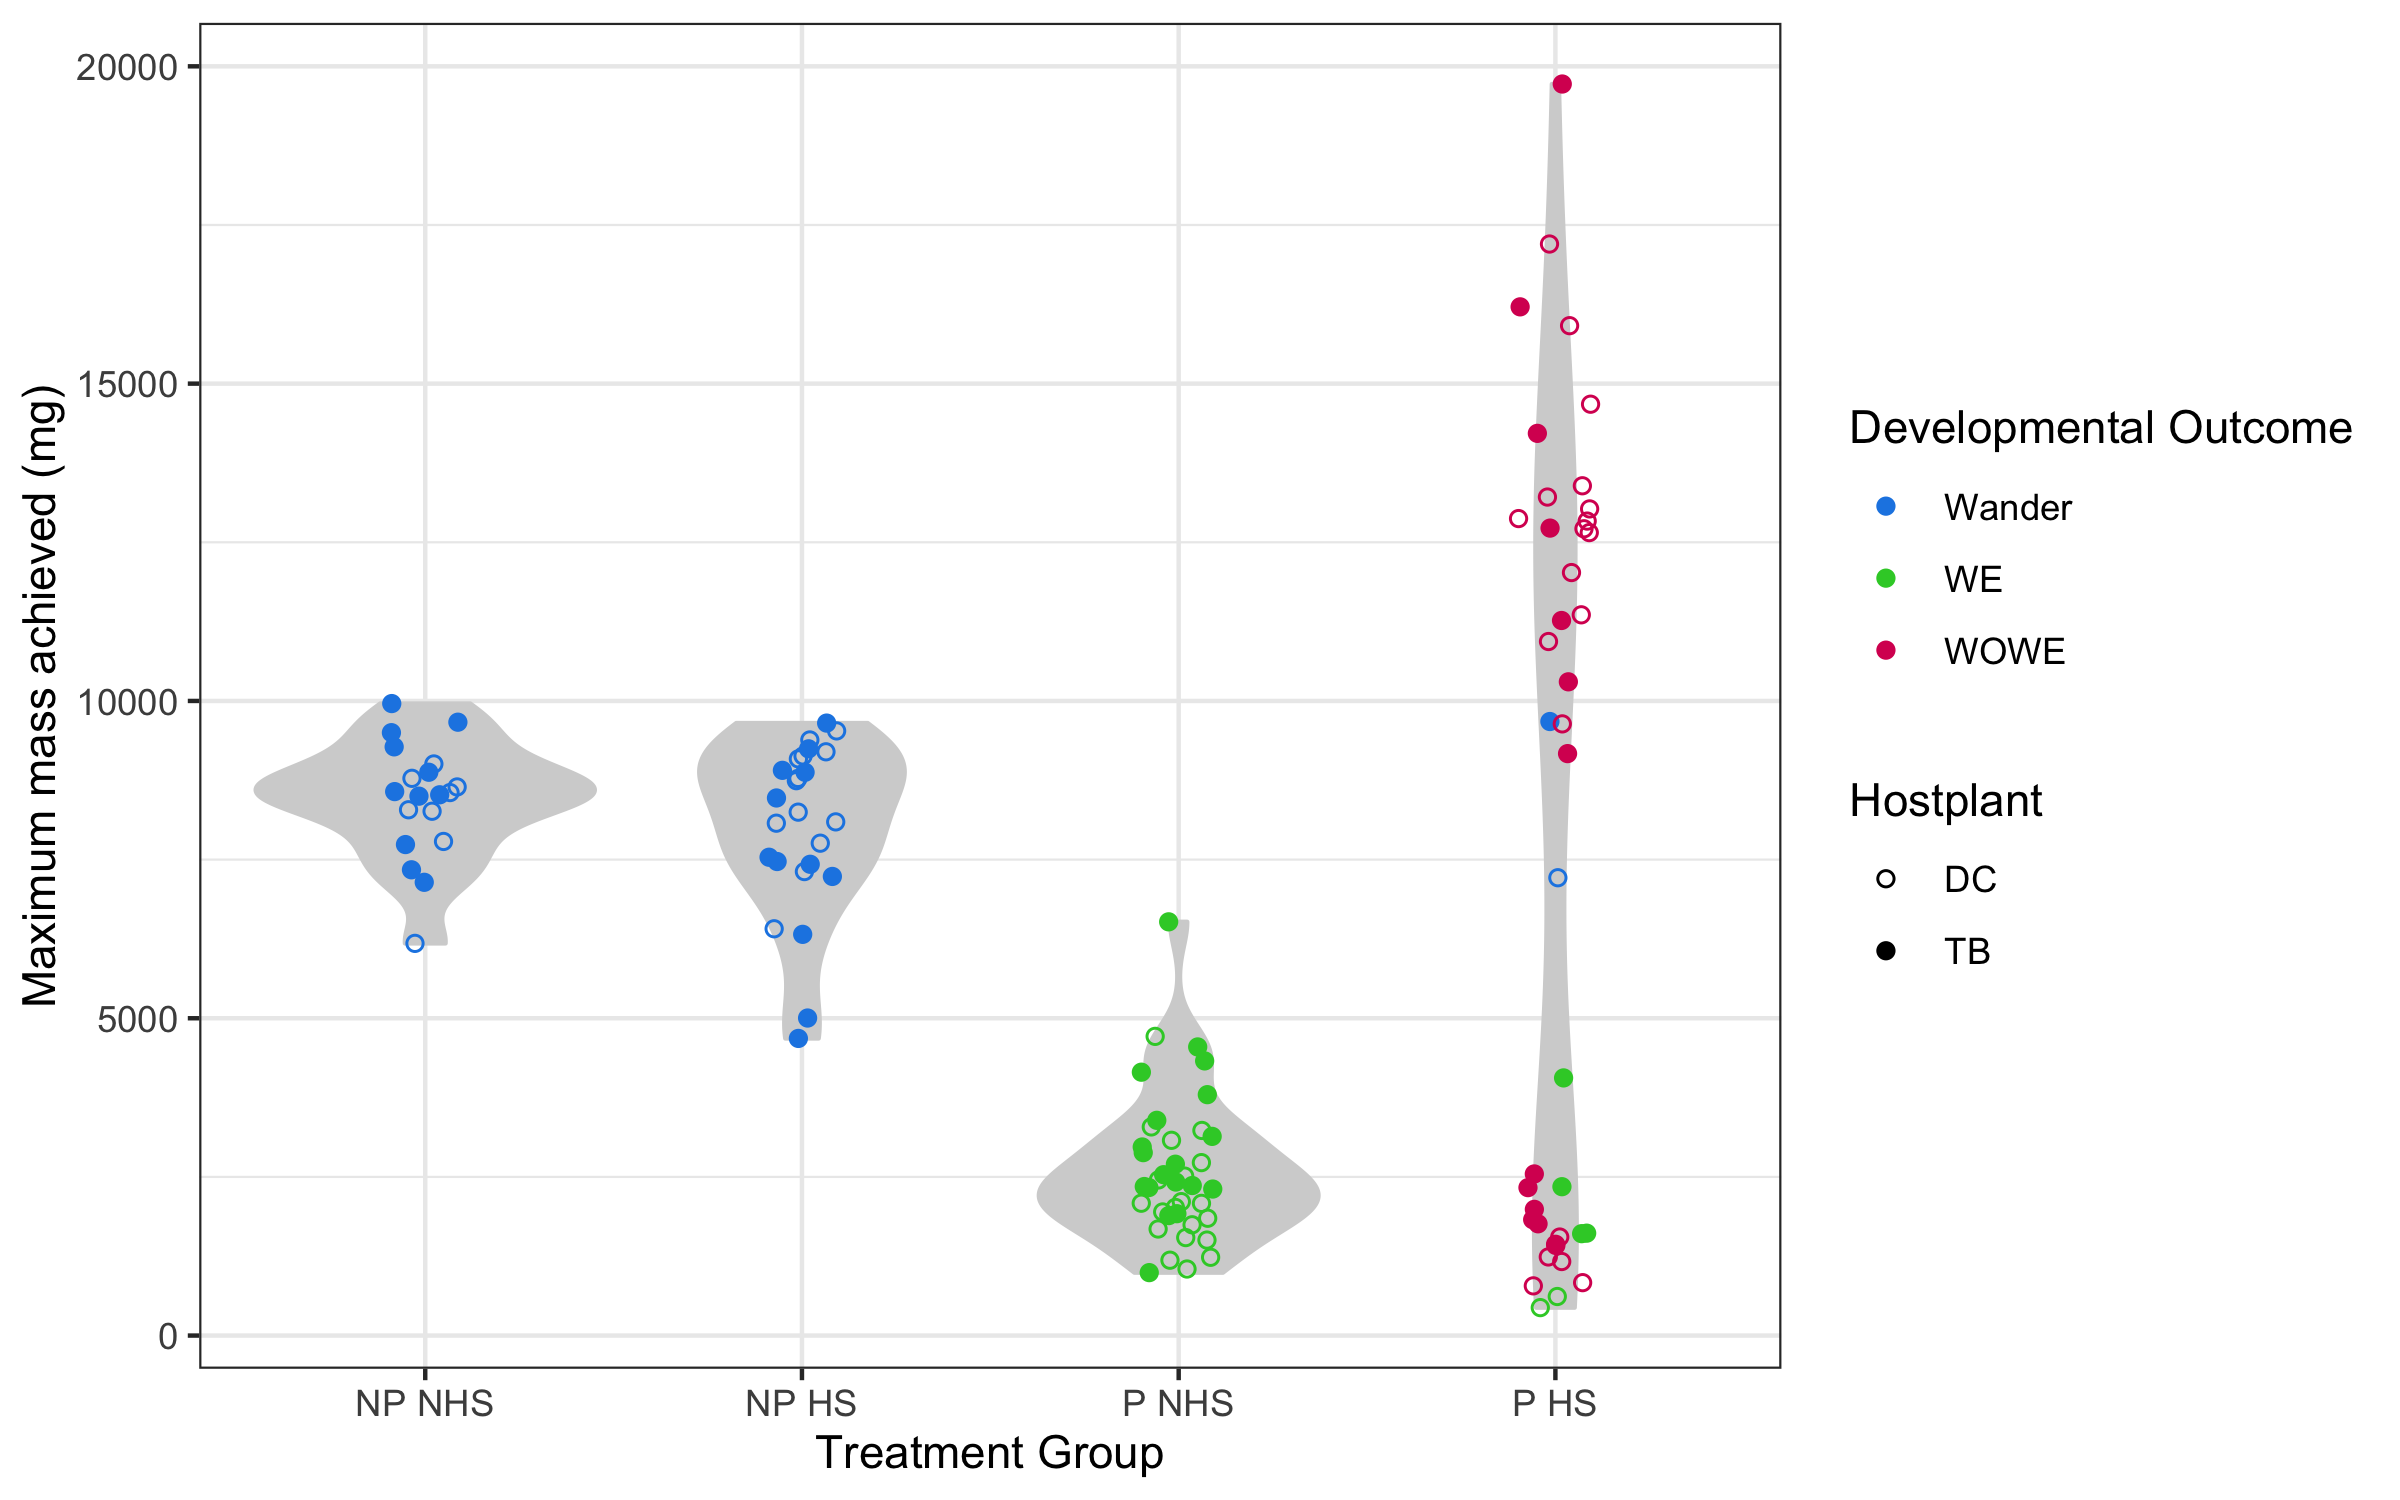 20000
15000
10000
5000
0
Maximum mass achieved (mg)
NP NHS
NP HS
P NHS
P HS
Treatment Group
Developmental Outcome
Wander
WE
WOWE
Hostplant
DC
TB